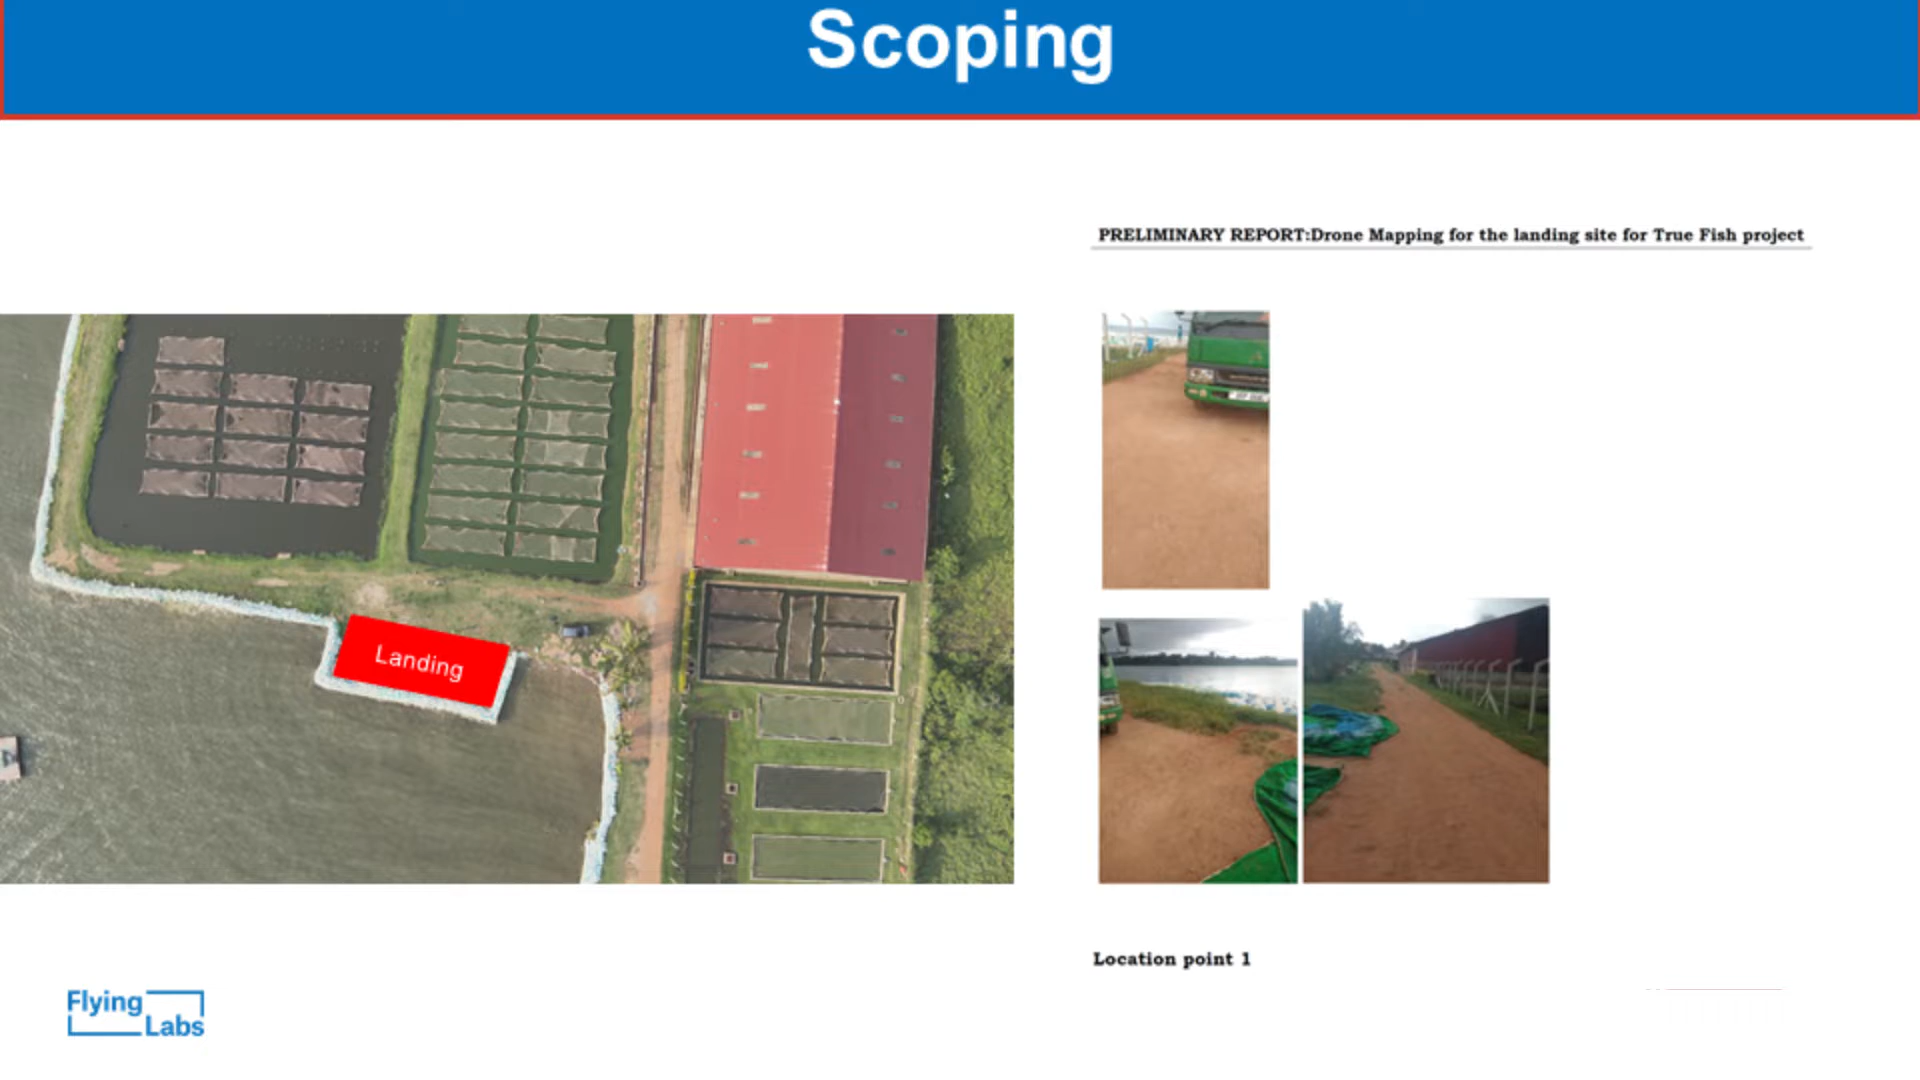 Scoping
PRELIMINARY REPORT:Drone Mapping for the landing site for True Fish project
Landing
Location point 1
Flying
Labs